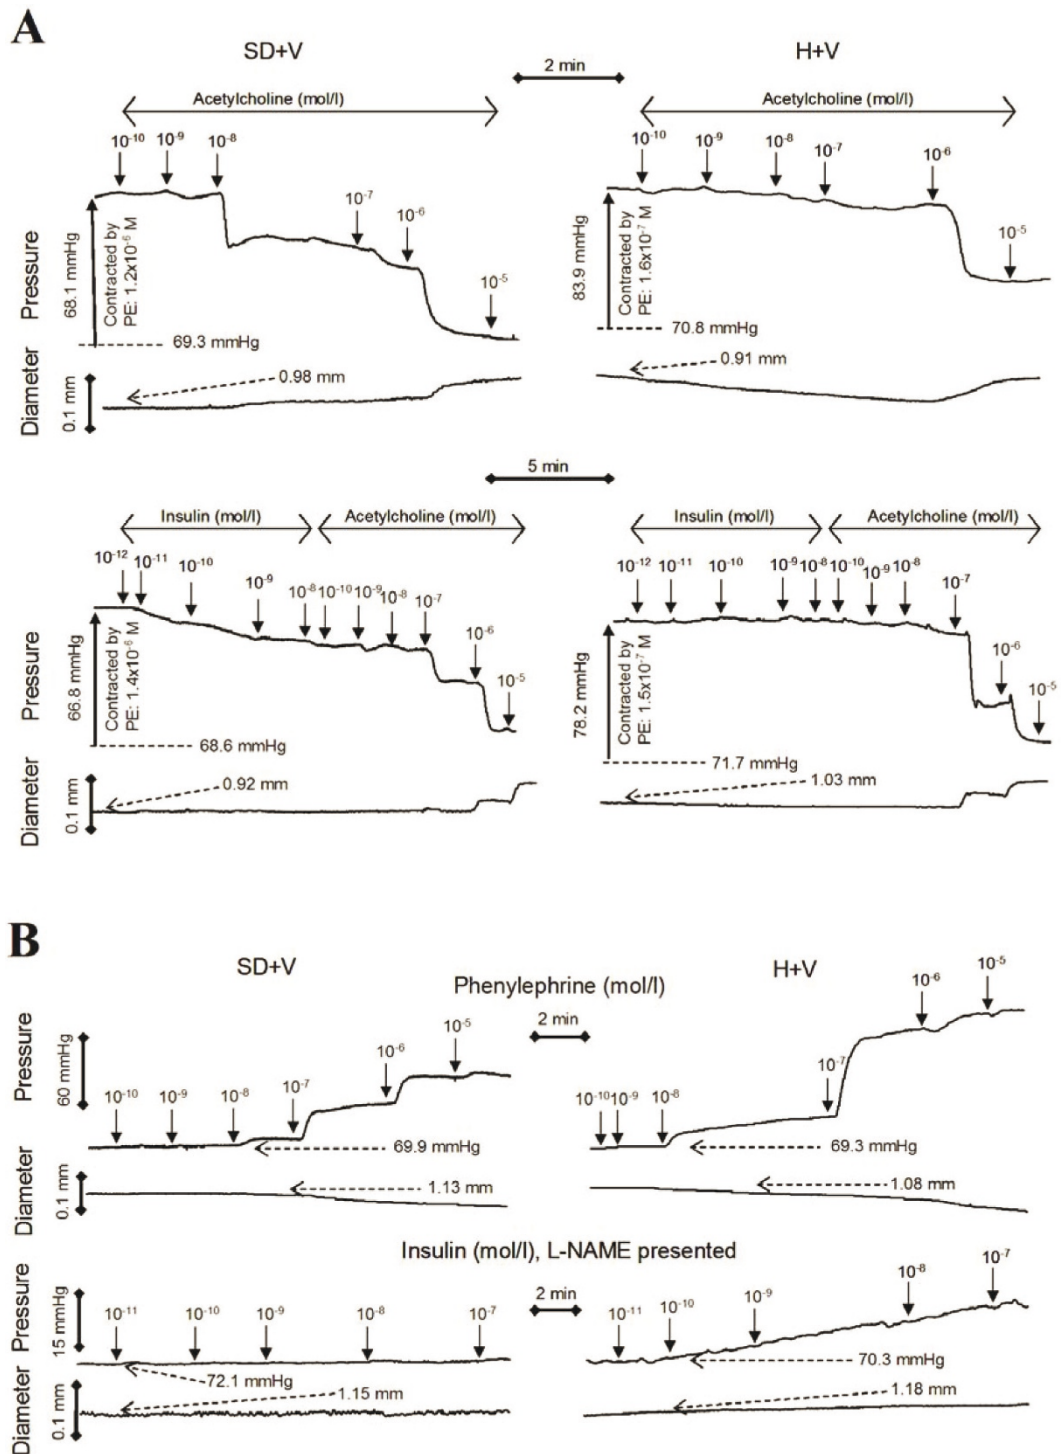 A
SD+V
H+V
2 min
Acetylcholine (mol/l)
Acetylcholine (mol/l)
10-10
10-9
10-8
10-7
10-6
10-5
10-10
10-9
10-8
10-7
10-6
10-5
Pressure
68.1 mmHg
Contracted by
PE: 1.2x10-6 M
69.3 mmHg
83.9 mmHg
Contracted by
PE: 1.6x10-7 M
70.8 mmHg
Diameter
0.1 mm
0.98 mm
0.91 mm
5 min
Insulin (mol/l)
Acetylcholine (mol/l)
Insulin (mol/l)
Acetylcholine (mol/l)
10-12
10-11
10-10
10-9
10-8
10-10
10-9
10-8
10-7
10-6
10-5
10-12
10-11
10-10
10-9
10-8
10-10
10-9
10-8
10-7
10-6
10-5
Pressure
66.8 mmHg
Contracted by
PE: 1.4x10-6 M
68.6 mmHg
78.2 mmHg
Contracted by
PE: 1.5x10-7 M
71.7 mmHg
Diameter
0.1 mm
0.92 mm
1.03 mm
B
SD+V
H+V
Phenylephrine (mol/l)
2 min
Pressure
60 mmHg
10-10
10-9
10-8
10-7
10-6
10-5
69.9 mmHg
10-10
10-9
10-8
10-7
10-6
10-5
69.3 mmHg
Diameter
0.1 mm
1.13 mm
1.08 mm
Insulin (mol/l), L-NAME presented
2 min
Pressure
15 mmHg
10-11
10-10
10-9
10-8
10-7
72.1 mmHg
10-11
10-10
10-9
10-8
10-7
70.3 mmHg
Diameter
0.1 mm
1.15 mm
1.18 mm